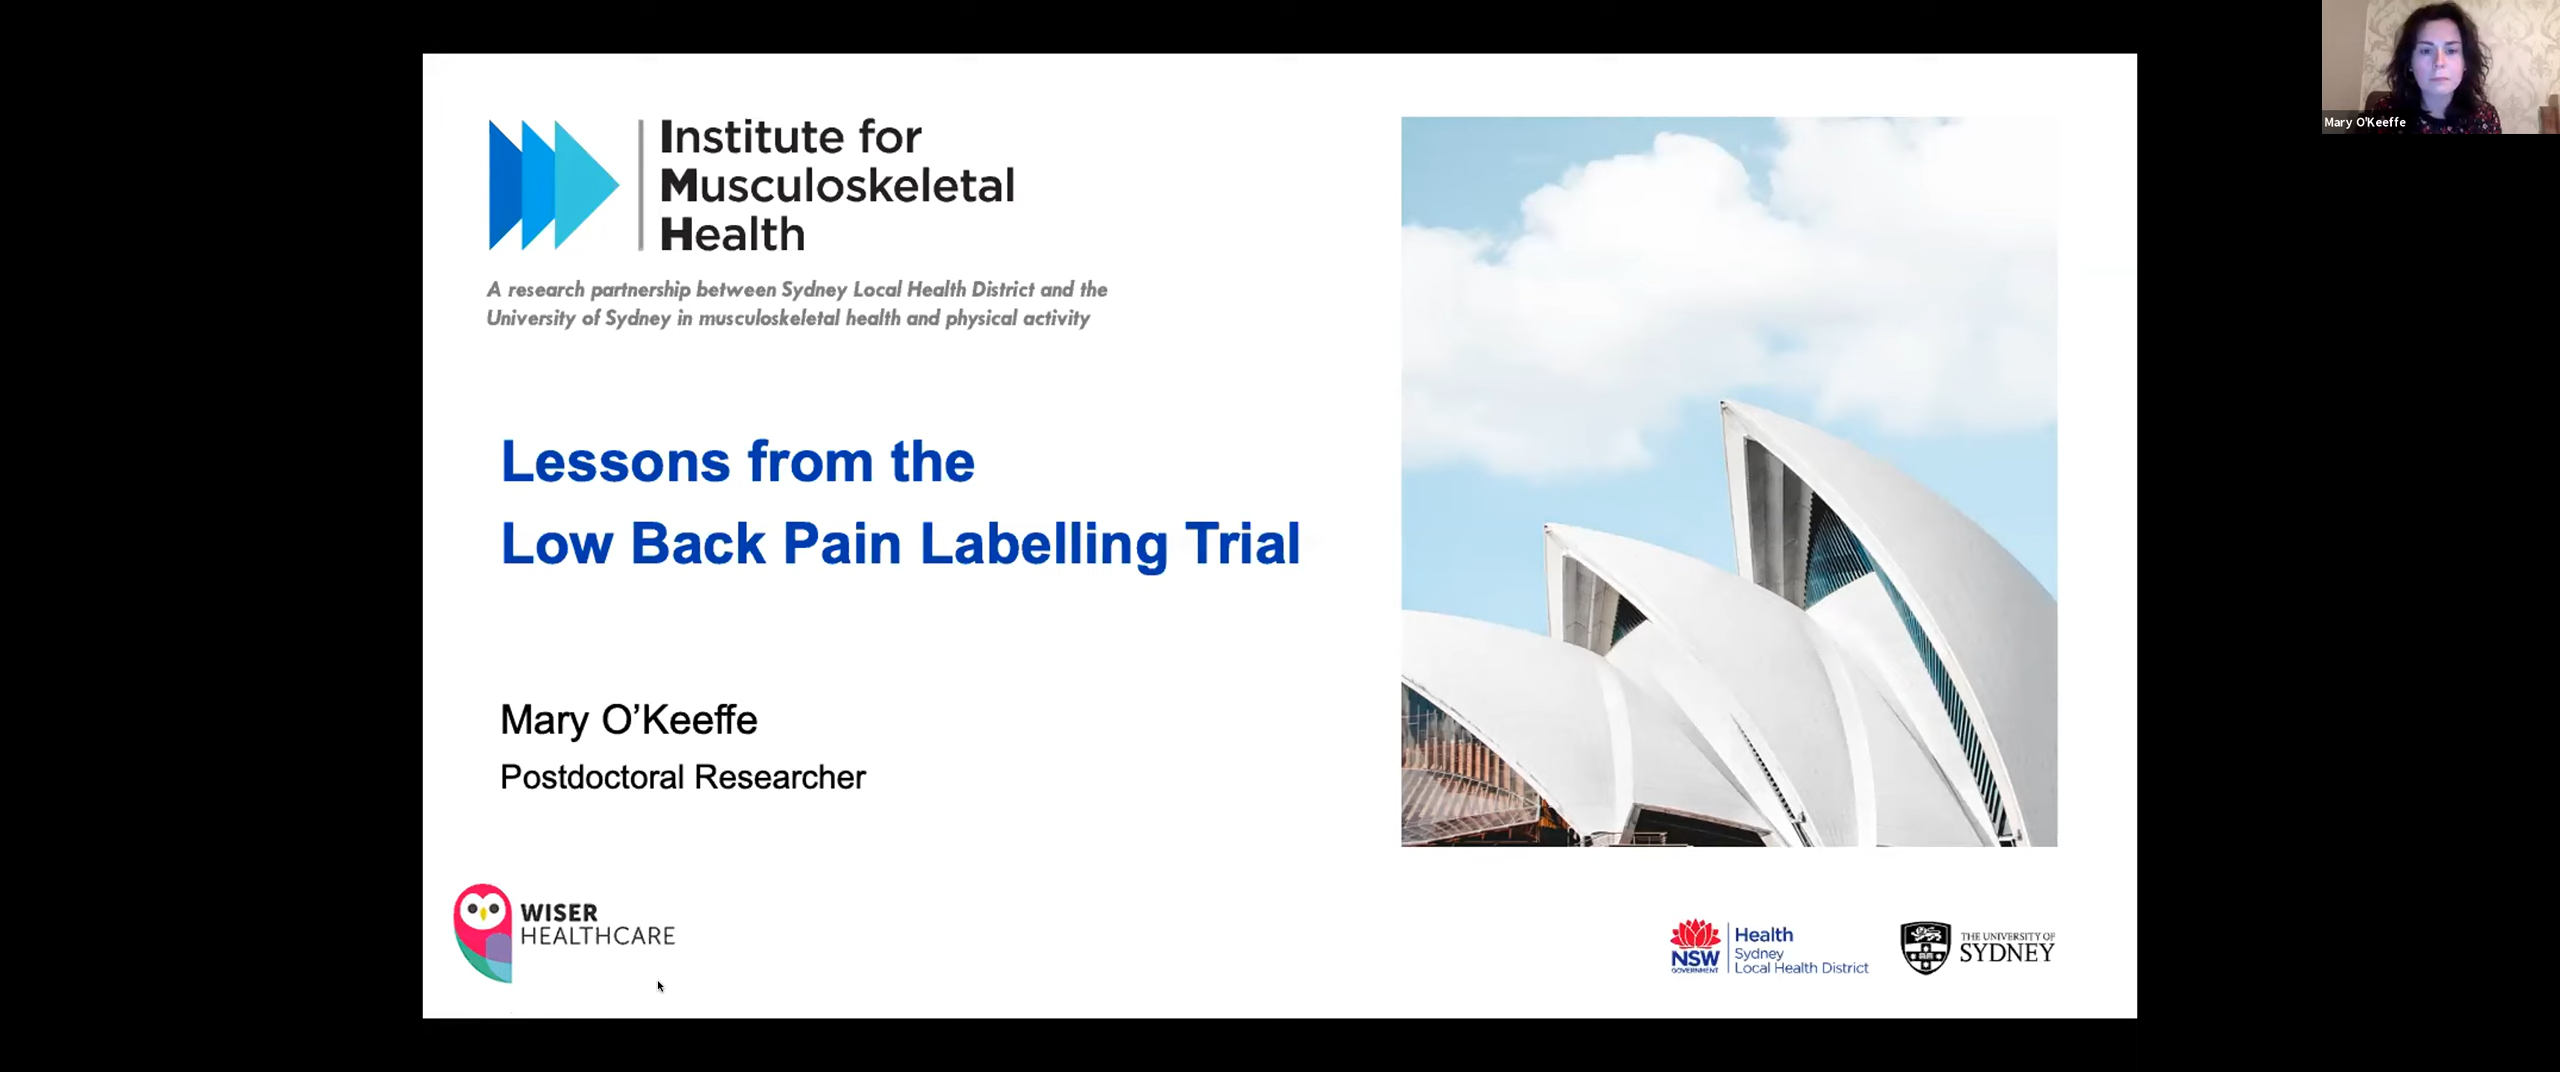 Institute for
Musculoskeletal
Health
A research partnership between Sydney Local Health District and the
University of Sydney in musculoskeletal health and physical activity
Lessons from the
Low Back Pain Labelling Trial
Mary O'Keeffe
Postdoctoral Researcher
WISER
HEALTHCARE
NSW
GOVERNMENT
Health
Sydney
Local Health District
THE UNIVERSITY OF
SYDNEY
Mary O'Keeffe